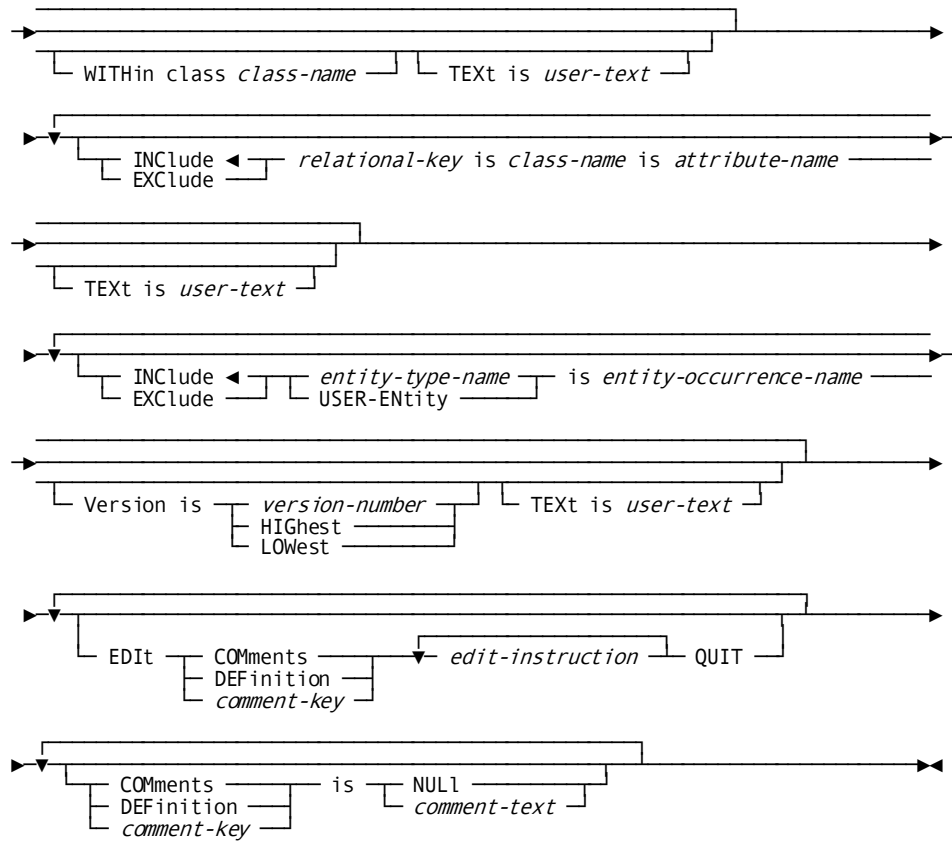 WITHin class class-name TEXt is user-text
INClude relational-key is class-name is attribute-name
EXClude
TEXt is user-text
INClude entity-type-name is entity-occurrence-name
EXClude USER-ENtity
Version is version-number TEXt is user-text
HIGhest
LOWest
EDIt COMments edit-instruction QUIT
DEFinition
comment-key
COMments is NULl
DEFinition comment-text
comment-key